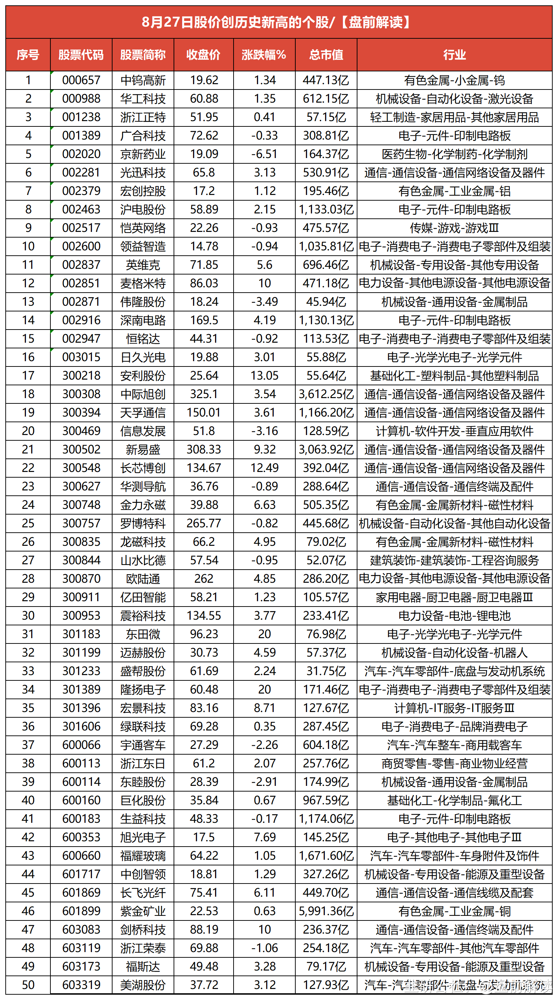 8月27日股价创历史新高的个股/【盘前解读】
序号 股票代码 股票简称 收盘价 涨跌幅% 总市值 行业
1 000657 中钨高新 19.62 1.34 447.13亿 有色金属-小金属-钨
2 000988 华工科技 60.88 1.35 612.15亿 机械设备-自动化设备-激光设备
3 001238 浙江正特 51.95 0.41 57.15亿 轻工制造-家居用品-其他家居用品
4 001389 广合科技 72.62 -0.33 308.81亿 电子-元件-印制电路板
5 002020 京新药业 19.09 -6.51 164.37亿 医药生物-化学制药-化学制剂
6 002281 光迅科技 65.8 3.13 530.91亿 通信-通信设备-通信网络设备及器件
7 002379 宏创控股 17.2 1.12 195.46亿 有色金属-工业金属-铝
8 002463 沪电股份 58.89 2.15 1,133.03亿 电子-元件-印制电路板
9 002517 恺英网络 22.26 -0.93 475.57亿 传媒-游戏-游戏Ⅲ
10 002600 领益智造 14.78 -0.94 1,035.81亿 电子-消费电子-消费电子零部件及组装
11 002837 英维克 71.85 5.6 696.46亿 机械设备-专用设备-其他专用设备
12 002851 麦格米特 86.03 10 471.18亿 电力设备-其他电源设备-其他电源设备
13 002871 伟隆股份 18.24 -3.49 45.94亿 机械设备-通用设备-金属制品
14 002916 深南电路 169.5 4.19 1,130.13亿 电子-元件-印制电路板
15 002947 恒铭达 44.31 -0.92 113.53亿 电子-消费电子-消费电子零部件及组装
16 003015 日久光电 19.88 3.01 55.88亿 电子-光学光电子-光学元件
17 300218 安利股份 25.64 13.05 55.64亿 基础化工-塑料制品-其他塑料制品
18 300308 中际旭创 325.1 3.54 3,612.25亿 通信-通信设备-通信网络设备及器件
19 300394 天孚通信 150.01 3.61 1,166.20亿 通信-通信设备-通信网络设备及器件
20 300469 信息发展 51.8 -3.16 128.59亿 计算机-软件开发-垂直应用软件
21 300502 新易盛 308.33 9.32 3,063.92亿 通信-通信设备-通信网络设备及器件
22 300548 长芯博创 134.67 12.49 392.04亿 通信-通信设备-通信网络设备及器件
23 300627 华测导航 36.76 -0.89 288.64亿 通信-通信设备-通信终端及配件
24 300748 金力永磁 39.88 6.63 505.35亿 有色金属-金属新材料-磁性材料
25 300757 罗博特科 265.77 -0.82 445.68亿 机械设备-自动化设备-其他自动化设备
26 300835 龙磁科技 66.2 4.95 79.02亿 有色金属-金属新材料-磁性材料
27 300844 山水比德 57.54 -0.95 52.07亿 建筑装饰-建筑装饰-工程咨询服务
28 300870 欧陆通 262 4.85 286.20亿 电力设备-其他电源设备-其他电源设备
29 300911 亿田智能 58.21 1.23 105.57亿 家用电器-厨卫电器-厨卫电器Ⅲ
30 300953 震裕科技 134.55 3.77 233.41亿 电力设备-电池-锂电池
31 301183 东田微 96.23 20 76.98亿 电子-光学光电子-光学元件
32 301199 迈赫股份 30.73 4.59 57.37亿 机械设备-自动化设备-机器人
33 301233 盛帮股份 61.69 2.24 31.75亿 汽车-汽车零部件-底盘与发动机系统
34 301389 隆扬电子 60.48 20 171.46亿 电子-消费电子-消费电子零部件及组装
35 301396 宏景科技 83.16 8.71 127.67亿 计算机-IT服务-IT服务Ⅲ
36 301606 绿联科技 69.28 0.35 287.45亿 电子-消费电子-品牌消费电子
37 600066 宇通客车 27.29 -2.26 604.18亿 汽车-汽车整车-商用载客车
38 600113 浙江东日 61.2 2.07 257.76亿 商贸零售-零售-商业物业经营
39 600114 东睦股份 28.39 -2.91 174.99亿 机械设备-通用设备-金属制品
40 600160 巨化股份 35.84 0.67 967.59亿 基础化工-化学制品-氟化工
41 600183 生益科技 48.33 -0.17 1,174.06亿 电子-元件-印制电路板
42 600353 旭光电子 17.5 7.69 145.25亿 电子-其他电子-其他电子Ⅲ
43 600660 福耀玻璃 64.22 1.05 1,671.60亿 汽车-汽车零部件-车身附件及饰件
44 601717 中创智领 18.81 1.29 327.26亿 机械设备-专用设备-能源及重型设备
45 601869 长飞光纤 75.41 6.11 449.70亿 通信-通信设备-通信线缆及配套
46 601899 紫金矿业 22.53 0.63 5,991.36亿 有色金属-工业金属-铜
47 603083 剑桥科技 88.19 10 236.37亿 通信-通信设备-通信终端及配件
48 603119 浙江荣泰 69.88 -1.06 254.18亿 汽车-汽车零部件-其他汽车零部件
49 603173 福斯达 49.48 3.28 79.17亿 机械设备-专用设备-能源及重型设备
50 603319 美湖股份 37.72 3.12 127.93亿 汽车-汽车零部件-底盘与发动机系统
韭研公社：@盘前解读